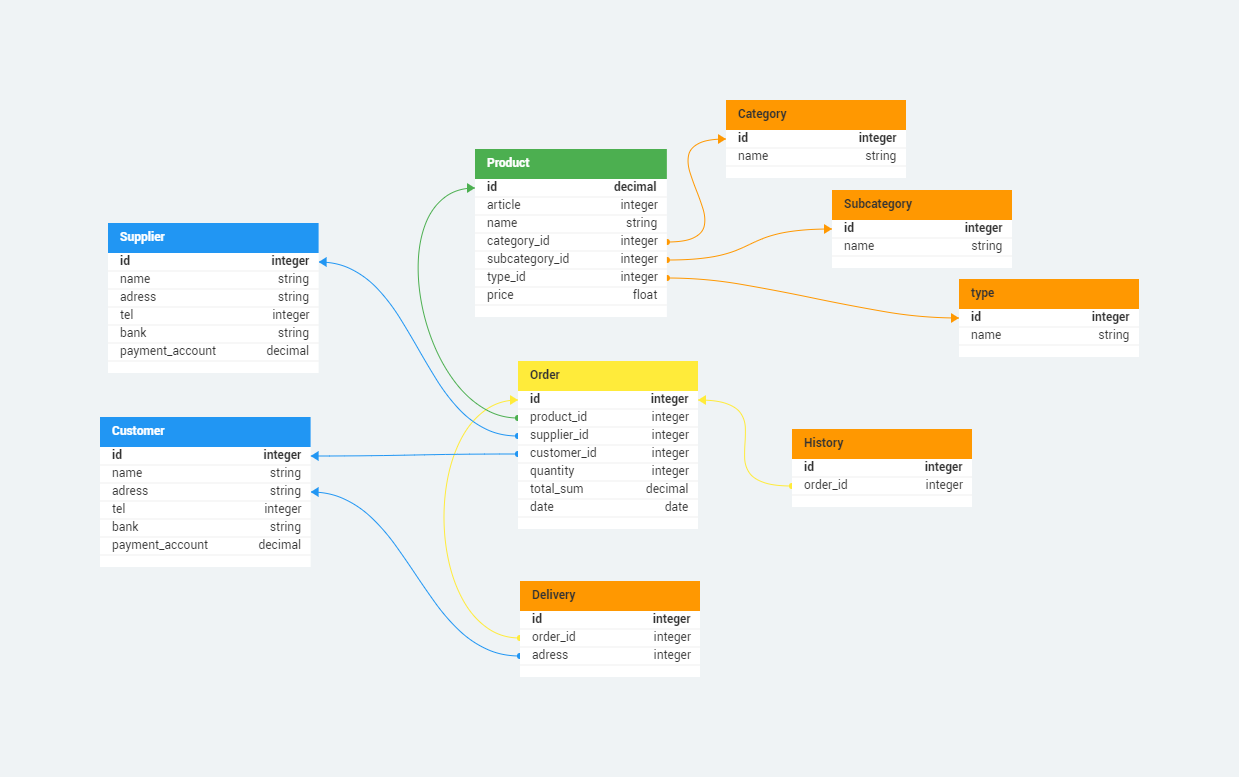 Category
id integer
name string
Product
id decimal
article integer
name string
category_id integer
subcategory_id integer
type_id integer
price float
Subcategory
id integer
name string
Supplier
id integer
name string
adress string
tel integer
bank string
payment_account decimal
type
id integer
name string
Order
id integer
product_id integer
supplier_id integer
customer_id integer
quantity integer
total_sum decimal
date date
Customer
id integer
name string
adress string
tel integer
bank string
payment_account decimal
History
id integer
order_id integer
Delivery
id integer
order_id integer
adress integer